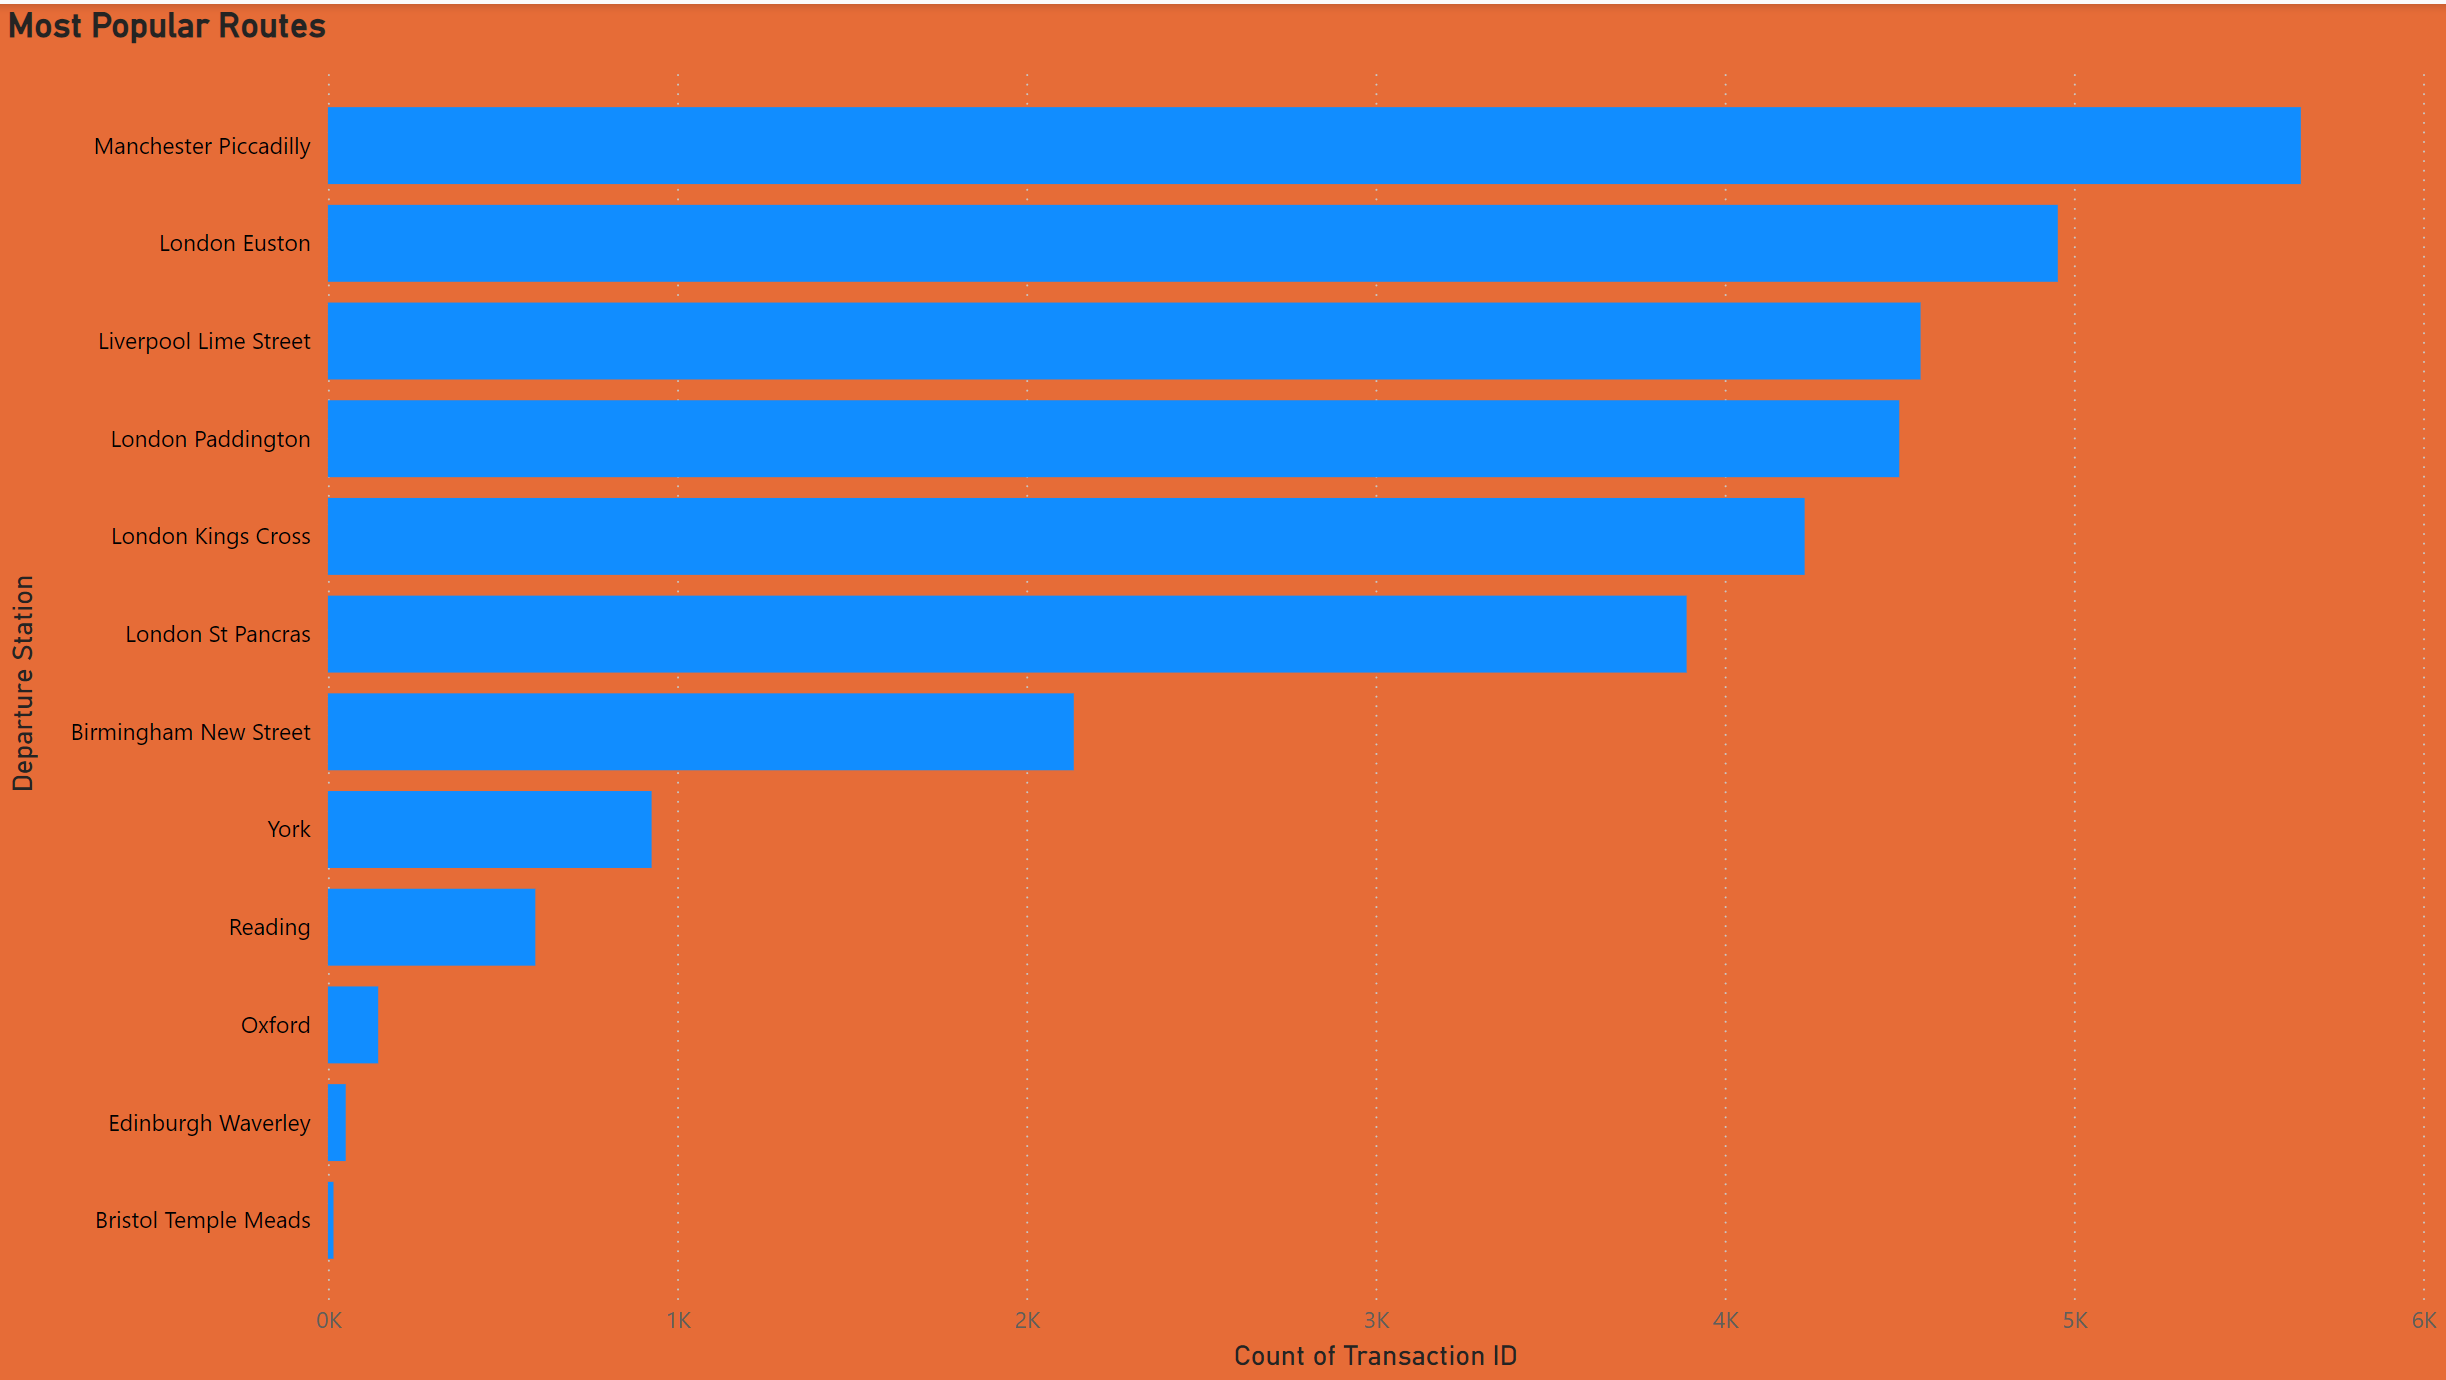 Most Popular Routes
Departure Station
Manchester Piccadilly
London Euston
Liverpool Lime Street
London Paddington
London Kings Cross
London St Pancras
Birmingham New Street
York
Reading
Oxford
Edinburgh Waverley
Bristol Temple Meads
0K 1K 2K 3K 4K 5K 6K
Count of Transaction ID